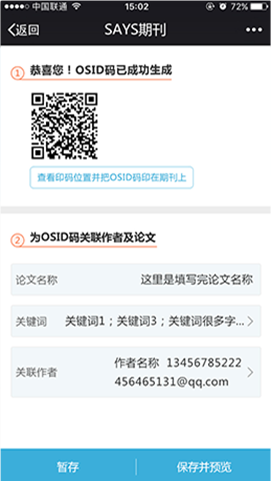 中国联通 15:02 72%
返回 SAYS期刊
1 恭喜您！OSID码已成功生成
查看印码位置并把OSID码印在期刊上
2 为OSID码关联作者及论文
论文名称 这里是填写完论文名称
关键词 关键词1；关键词3；关键词很多字...
关联作者 作者名称 13456785222
456465131@qq.com
暂存 保存并预览